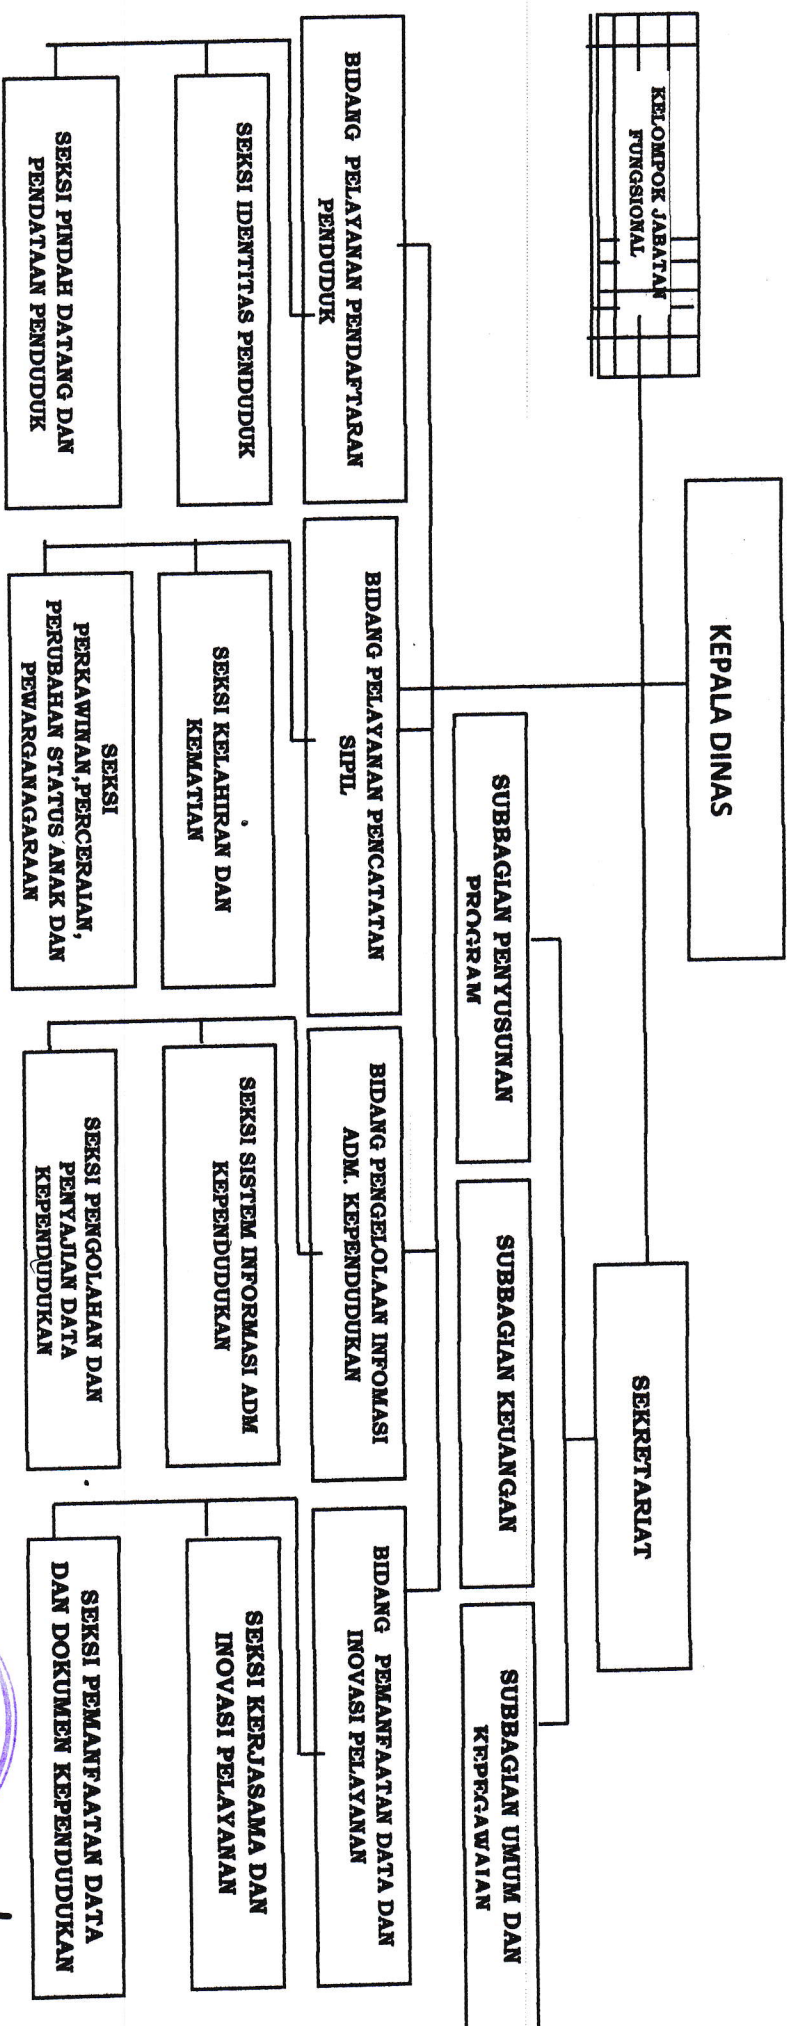 KEPALA DINAS
KELOMPOK JABATAN
FUNGSIONAL
SEKRETARIAT
SUBBAGIAN PENYUSUNAN
PROGRAM
SUBBAGIAN KEUANGAN
SUBBAGIAN UMUM DAN
KEPEGAWAIAN
BIDANG PELAYANAN PENDAFTARAN
PENDUDUK
BIDANG PELAYANAN PENCATATAN
SIPIL
BIDANG PENGELOLAAN INFOMASI
ADM. KEPENDUDUKAN
BIDANG PEMANFAATAN DATA DAN
INOVASI PELAYANAN
SEKSI IDENTITAS PENDUDUK
SEKSI KELAHIRAN DAN
KEMATIAN
SEKSI SISTEM INFORMASI ADM
KEPENDUDUKAN
SEKSI KERJASAMA DAN
INOVASI PELAYANAN
SEKSI PINDAH DATANG DAN
PENDATAAN PENDUDUK
SEKSI
PERKAWINAN,PERCERAIAN,
PERUBAHAN STATUS ANAK DAN
PEWARGANAGARAAN
SEKSI PENGOLAHAN DAN
PENYAJIAN DATA
KEPENDUDUKAN
SEKSI PEMANFAATAN DATA
DAN DOKUMEN KEPENDUDUKAN